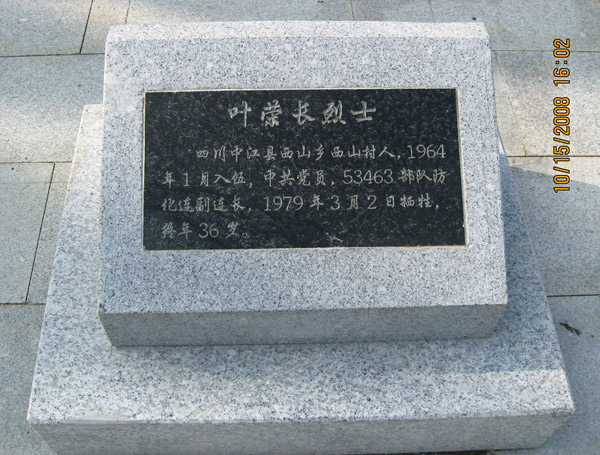 叶荣长烈士
四川中江县西山乡西山村人，1964
年1月入伍，中共党员，53463部队防
化连副连长，1979年3月2日牺牲，
终年36岁。
10/15/2008 16:02